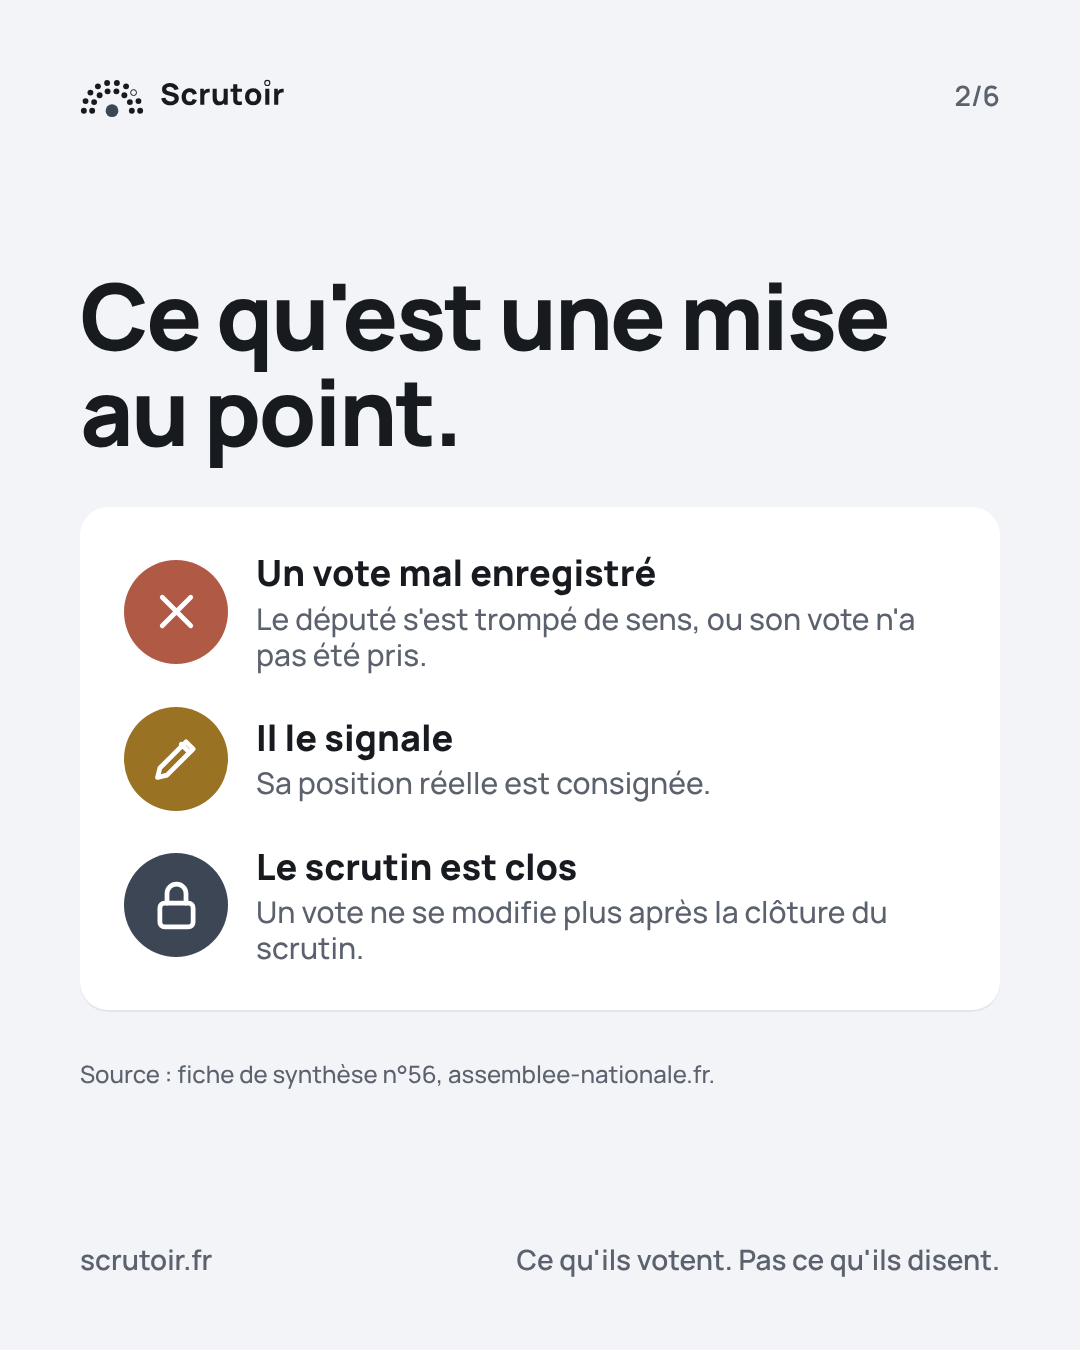 Scrutoir
2/6
Ce qu'est une mise
au point.
Un vote mal enregistré
Le député s'est trompé de sens, ou son vote n'a
pas été pris.
Il le signale
Sa position réelle est consignée.
Le scrutin est clos
Un vote ne se modifie plus après la clôture du
scrutin.
Source : fiche de synthèse n°56, assemblee-nationale.fr.
scrutoir.fr
Ce qu'ils votent. Pas ce qu'ils disent.